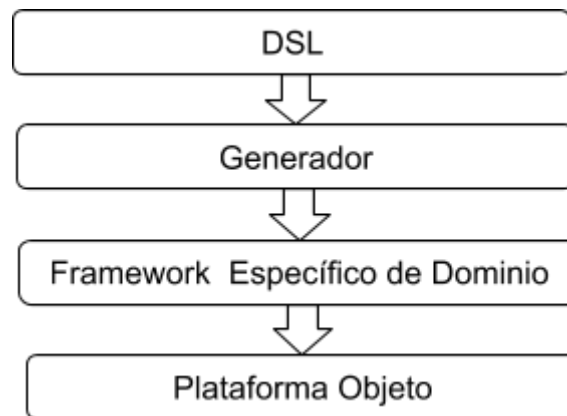 DSL
Generador
Framework Específico de Dominio
Plataforma Objeto